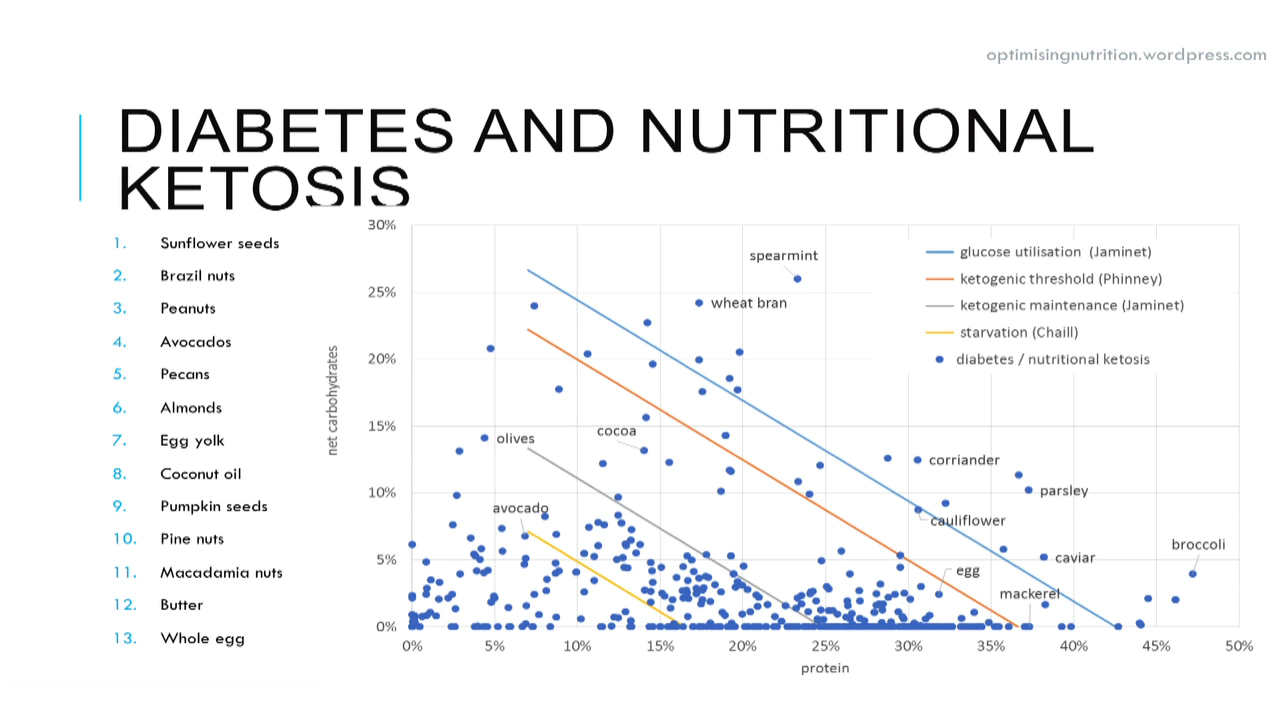 optimisingnutrition.wordpress.com
DIABETES AND NUTRITIONAL
KETOSIS
1. Sunflower seeds
2. Brazil nuts
3. Peanuts
4. Avocados
5. Pecans
6. Almonds
7. Egg yolk
8. Coconut oil
9. Pumpkin seeds
10. Pine nuts
11. Macadamia nuts
12. Butter
13. Whole egg
net carbohydrates
30%
25%
20%
15%
10%
5%
0%
spearmint
wheat bran
glucose utilisation (Jaminet)
ketogenic threshold (Phinney)
ketogenic maintenance (Jaminet)
starvation (Chaill)
diabetes / nutritional ketosis
olives
cocoa
corriander
parsley
avocado
cauliflower
caviar
broccoli
egg
mackerel
0% 5% 10% 15% 20% 25% 30% 35% 40% 45% 50%
protein